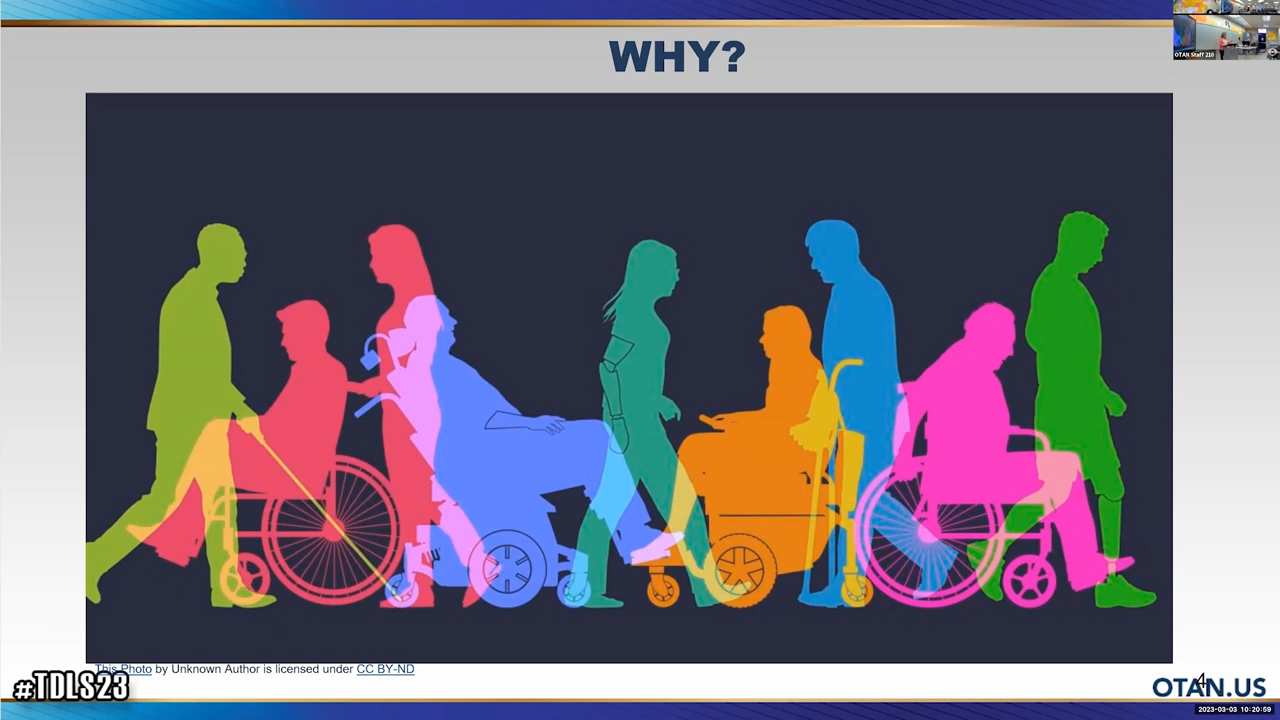 WHY?
OTAN Staff 210
This Photo by Unknown Author is licensed under CC BY-ND
#TDLS23
4
OTAN.US
2023-03-03 10:20:59